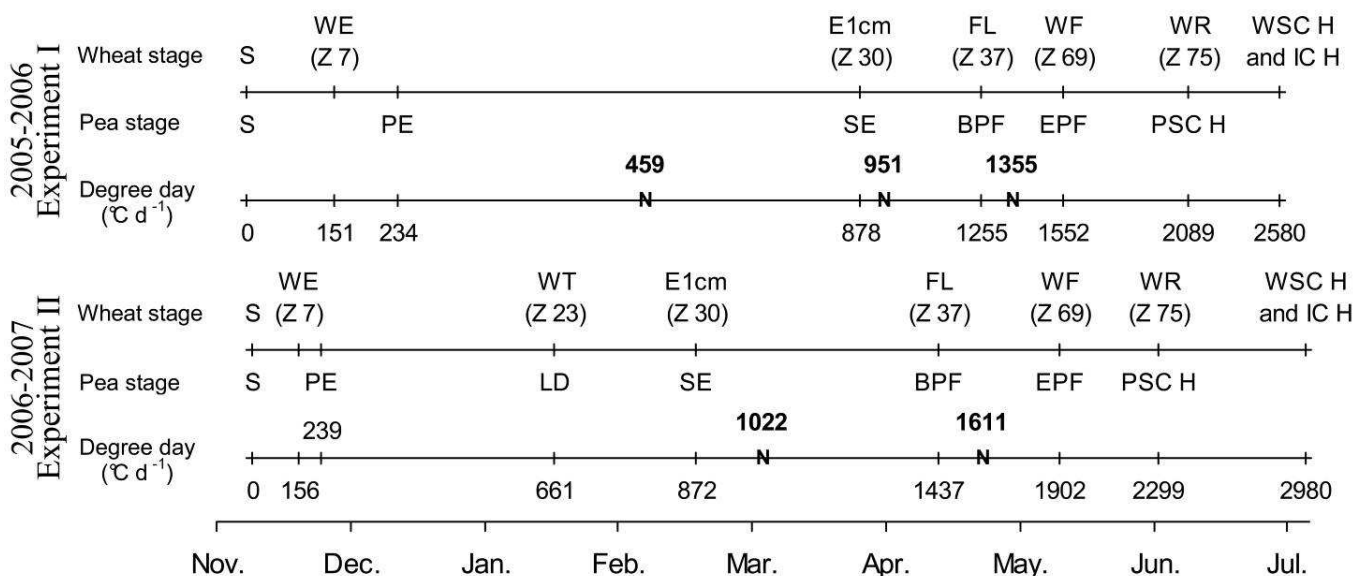 2005-2006
Experiment I
WE E1cm FL WF WR WSC H
Wheat stage S (Z 7) (Z 30) (Z 37) (Z 69) (Z 75) and IC H
Pea stage S PE SE BPF EPF PSC H
459 951 1355
Degree day N N N
(°C d -1)
0 151 234 878 1255 1552 2089 2580
2006-2007
Experiment II
WE WT E1cm FL WF WR WSC H
Wheat stage S (Z 7) (Z 23) (Z 30) (Z 37) (Z 69) (Z 75) and IC H
Pea stage S PE LD SE BPF EPF PSC H
239 1022 1611
Degree day N N
(°C d -1)
0 156 661 872 1437 1902 2299 2980
Nov. Dec. Jan. Feb. Mar. Apr. May. Jun. Jul.